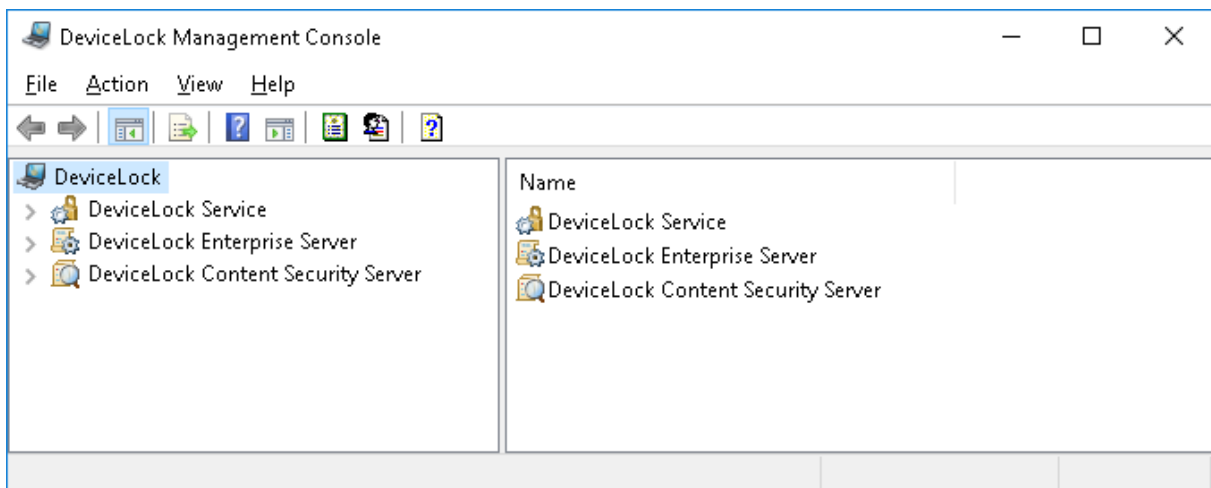 DeviceLock Management Console
File Action View Help
DeviceLock
DeviceLock Service
DeviceLock Enterprise Server
DeviceLock Content Security Server
Name
DeviceLock Service
DeviceLock Enterprise Server
DeviceLock Content Security Server